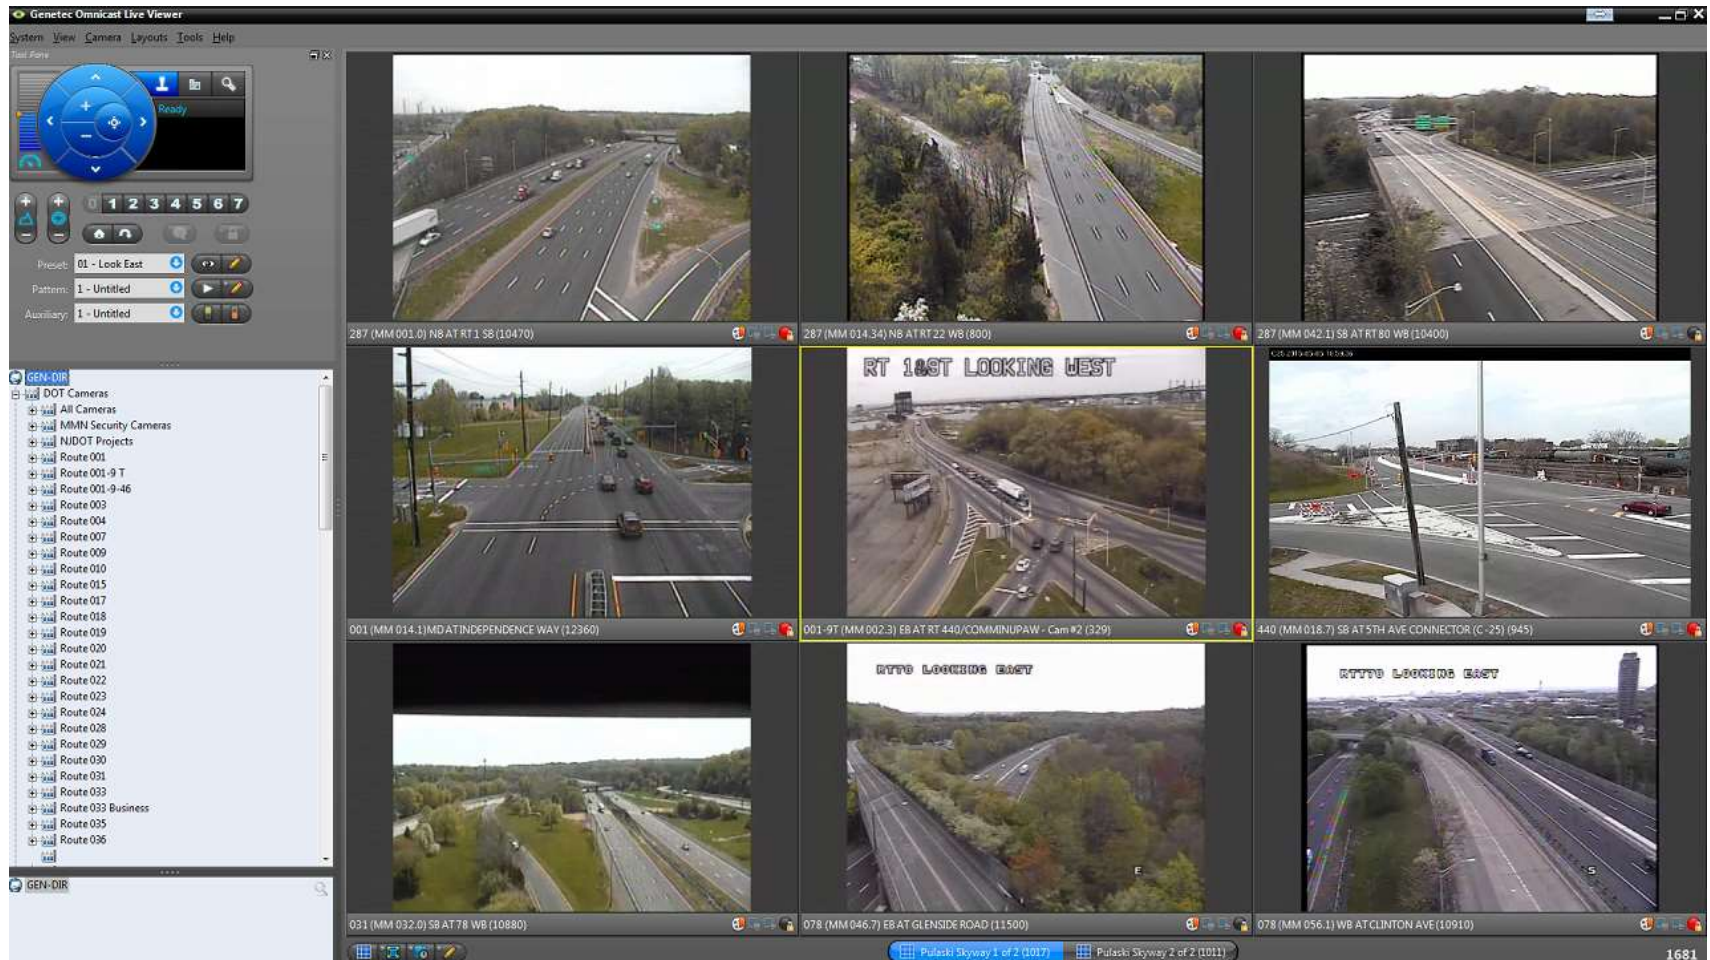 Genetec Omnicast Live Viewer
System View Camera Layouts Tools Help
Tool Pane
Ready
0 1 2 3 4 5 6 7
Preset: 01 - Look East
Pattern: 1 - Untitled
Auxiliary: 1 - Untitled
GEN-DIR
DOT Cameras
All Cameras
MMN Security Cameras
NJDOT Projects
Route 001
Route 001-9 T
Route 001-9-46
Route 003
Route 004
Route 007
Route 009
Route 010
Route 015
Route 017
Route 018
Route 019
Route 020
Route 021
Route 022
Route 023
Route 024
Route 028
Route 029
Route 030
Route 031
Route 033
Route 033 Business
Route 035
Route 036
GEN-DIR
287 (MM 001.0) NB AT RT 1 SB (10470)
287 (MM 014.34) NB AT RT 22 WB (800)
287 (MM 042.1) SB AT RT 80 WB (10400)
RT 1&9T LOOKING WEST
001 (MM 014.1)MD AT INDEPENDENCE WAY (12360)
001-9T (MM 002.3) EB AT RT 440/COMMINUPAW - Cam #2 (329)
440 (MM 018.7) SB AT 5TH AVE CONNECTOR (C -25) (945)
RT78 LOOKING EAST
E
RTT78 LOOKING EAST
S
031 (MM 032.0) SB AT 78 WB (10880)
078 (MM 046.7) EB AT GLENSIDE ROAD (11500)
078 (MM 056.1) WB AT CLINTON AVE (10910)
Pulaski Skyway 1 of 2 (1017)
Pulaski Skyway 2 of 2 (1011)
1681